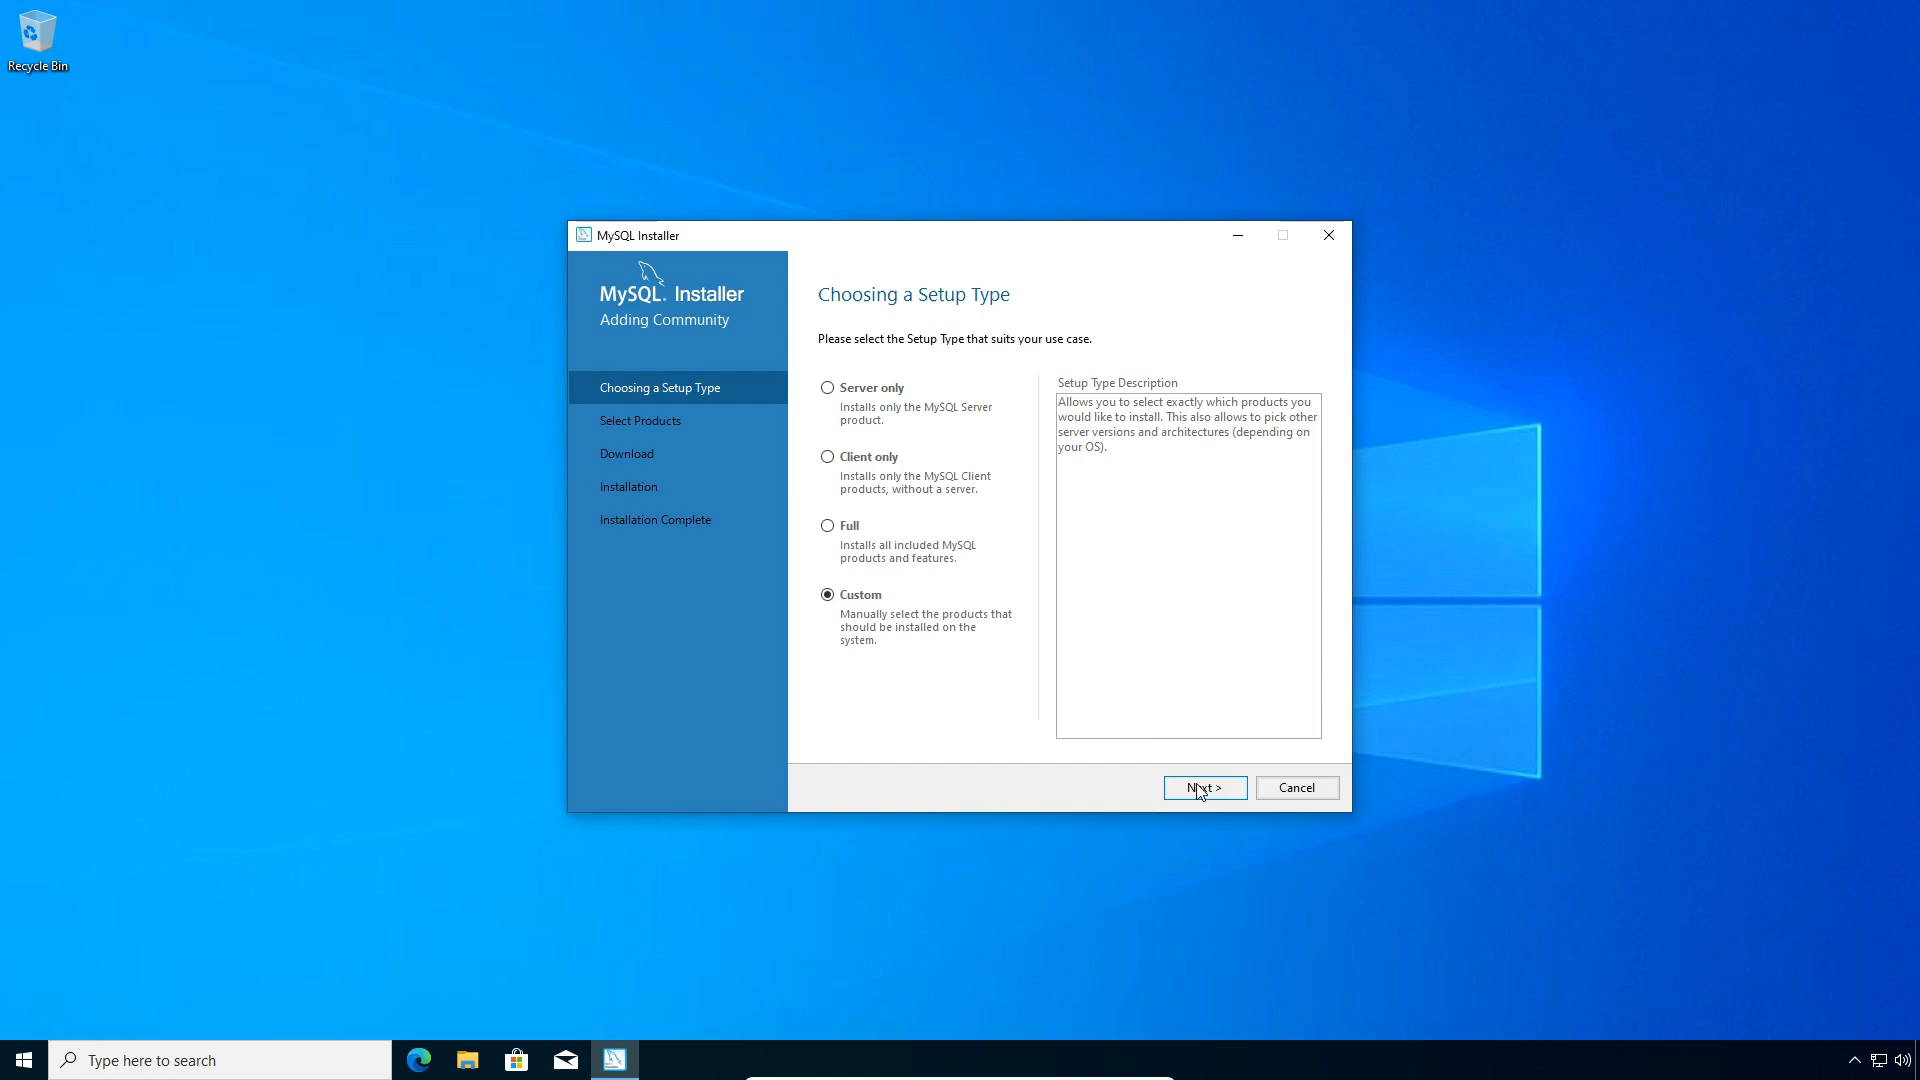 Recycle Bin
MySQL Installer
MySQL. Installer
Adding Community
Choosing a Setup Type
Select Products
Download
Installation
Installation Complete
Choosing a Setup Type
Please select the Setup Type that suits your use case.
Server only
Installs only the MySQL Server
product.
Client only
Installs only the MySQL Client
products, without a server.
Full
Installs all included MySQL
products and features.
Custom
Manually select the products that
should be installed on the
system.
Setup Type Description
Allows you to select exactly which products you
would like to install. This also allows to pick other
server versions and architectures (depending on
your OS).
Next >
Cancel
Type here to search